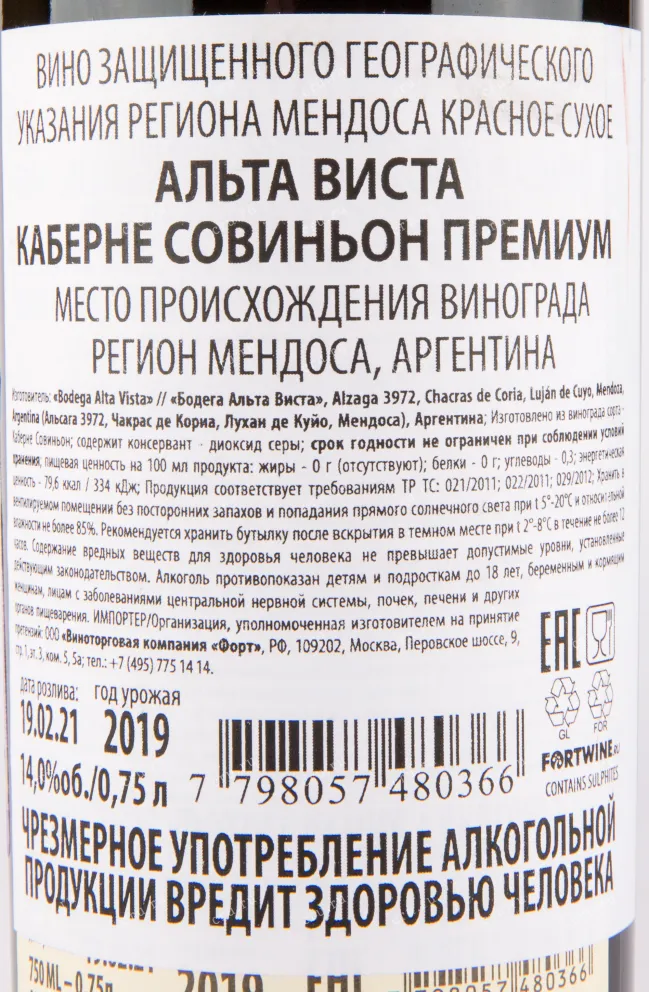 ВИНО ЗАЩИЩЕННОГО ГЕОГРАФИЧЕСКОГО
УКАЗАНИЯ РЕГИОНА МЕНДОСА КРАСНОЕ СУХОЕ
АЛЬТА ВИСТА
КАБЕРНЕ СОВИНЬОН ПРЕМИУМ
МЕСТО ПРОИСХОЖДЕНИЯ ВИНОГРАДА
РЕГИОН МЕНДОСА, АРГЕНТИНА
Изготовитель: «Bodega Alta Vista» // «Бодега Альта Виста», Alzaga 3972, Chacras de Coria, Luján de Cuyo, Mendoza,
Argentina (Альсага 3972, Чакрас де Кориа, Лухан де Куйо, Мендоса), Аргентина; Изготовлено из винограда сорта -
Каберне Совиньон; содержит консервант - диоксид серы; срок годности не ограничен при соблюдении условий
хранения, пищевая ценность на 100 мл продукта: жиры - 0 г (отсутствуют); белки - 0 г; углеводы - 0,3; энергетическая
ценность - 79,6 ккал / 334 кДж; Продукция соответствует требованиям ТР ТС: 021/2011; 022/2011; 029/2012; Хранить в
вентилируемом помещении без посторонних запахов и попадания прямого солнечного света при t 5°-20°C и относительной
влажности не более 85%. Рекомендуется хранить бутылку после вскрытия в темном месте при t 2°-8°C в течение не более 12
часов. Содержание вредных веществ для здоровья человека не превышает допустимые уровни, установленные
действующим законодательством. Алкоголь противопоказан детям и подросткам до 18 лет, беременным и кормящим
женщинам, лицам с заболеваниями центральной нервной системы, почек, печени и других
органов пищеварения. ИМПОРТЕР/Организация, уполномоченная изготовителем на принятие
претензий: ООО «Виноторговая компания «Форт», РФ, 109202, Москва, Перовское шоссе, 9,
стр. 1, эт. 3, ком. 5, 5а; тел.: +7 (495) 775 14 14.
EAC
дата розлива: год урожая
19.02.21 2019
GL FOR
14,0%об./0,75 л
7 798057 480366
FORTWINE.RU
CONTAINS SULPHITES
ЧРЕЗМЕРНОЕ УПОТРЕБЛЕНИЕ АЛКОГОЛЬНОЙ
ПРОДУКЦИИ ВРЕДИТ ЗДОРОВЬЮ ЧЕЛОВЕКА
19.02.21
750 ML – 0,75л 2019 EAC 798057 480366